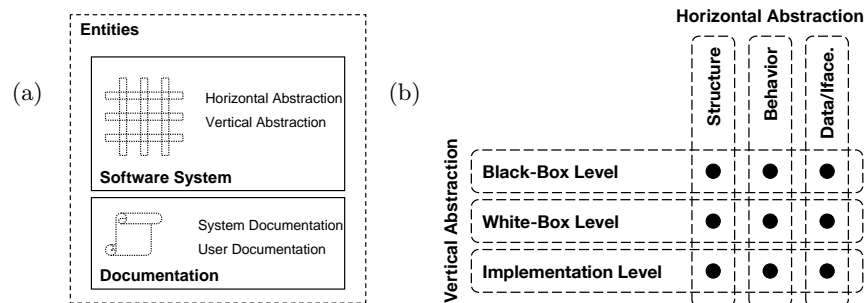 (a)
Entities
Horizontal Abstraction
Vertical Abstraction
Software System
System Documentation
User Documentation
Documentation
(b)
Horizontal Abstraction
Structure
Behavior
Data/Iface.
Vertical Abstraction
Black-Box Level
White-Box Level
Implementation Level